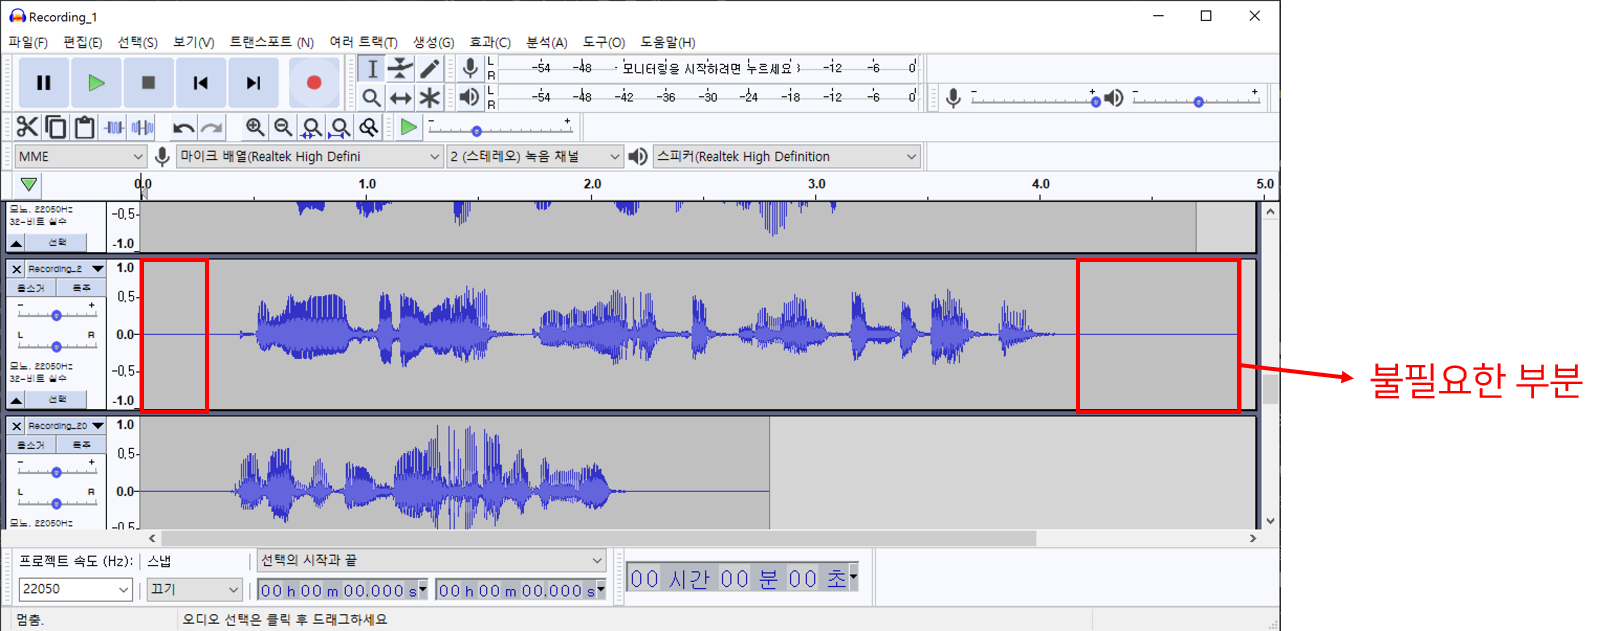 Recording_1
파일(F) 편집(E) 선택(S) 보기(V) 트랜스포트 (N) 여러 트랙(T) 생성(G) 효과(C) 분석(A) 도구(O) 도움말(H)
L
R
-54 -48 모니터링을 시작하려면 누르세요 -12 -6 0
L
R
-54 -48 -42 -36 -30 -24 -18 -12 -6 0
- + - +
- +
MME 마이크 배열(Realtek High Defini 2 (스테레오) 녹음 채널 스피커(Realtek High Definition
0.0 1.0 2.0 3.0 4.0 5.0
모노, 22050Hz
32-비트 실수
선택
-0.5-
-1.0
Recording_2
음소거 독주
- +
L R
모노, 22050Hz
32-비트 실수
선택
1.0
0.5-
0.0-
-0.5-
-1.0
불필요한 부분
Recording_20
음소거 독주
- +
L R
모노, 22050Hz
1.0
0.5-
0.0-
-0.5
프로젝트 속도 (Hz): 스냅 선택의 시작과 끝
22050 끄기 00 h 00 m 00.000 s 00 h 00 m 00.000 s 00 시간 00 분 00 초
멈춤. 오디오 선택은 클릭 후 드래그하세요